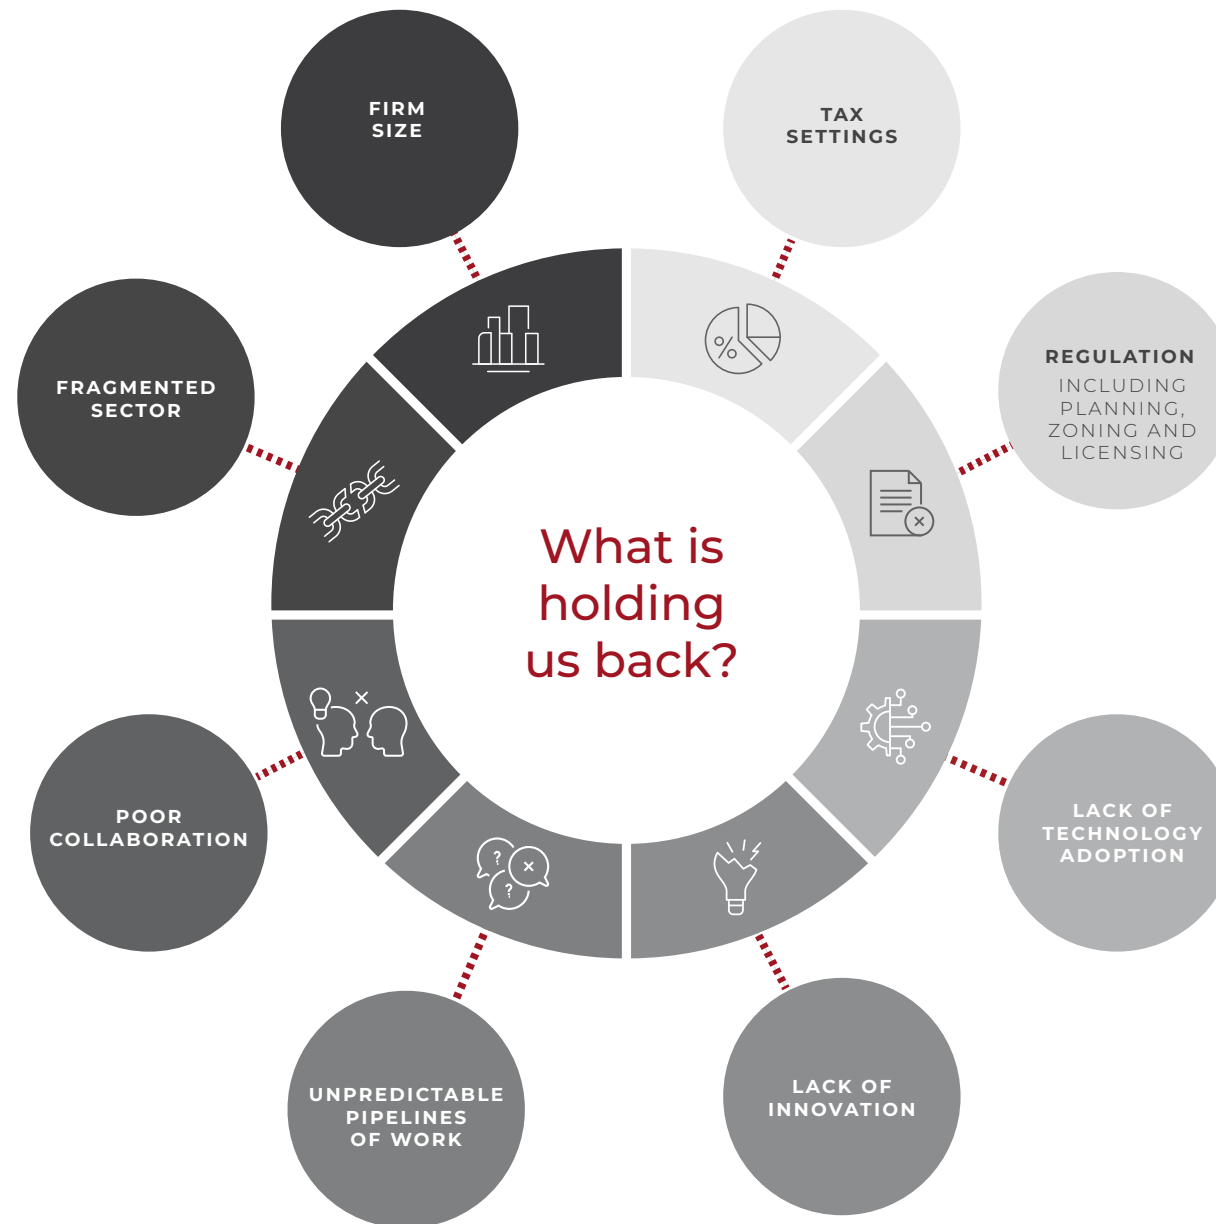 FIRM
SIZE
TAX
SETTINGS
REGULATION
INCLUDING
PLANNING,
ZONING AND
LICENSING
FRAGMENTED
SECTOR
%
What is
holding
us back?
LACK OF
TECHNOLOGY
ADOPTION
POOR
COLLABORATION
?
?
LACK OF
INNOVATION
UNPREDICTABLE
PIPELINES
OF WORK